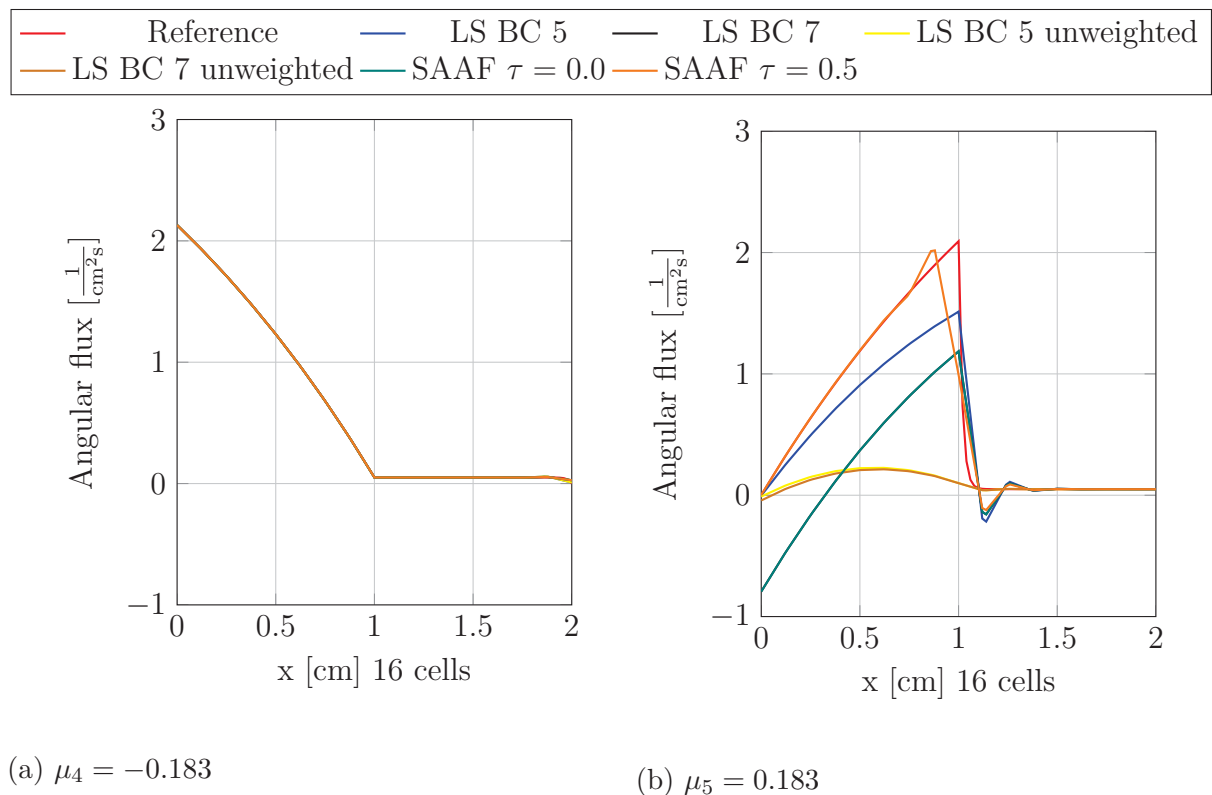 Reference LS BC 5 LS BC 7 LS BC 5 unweighted
LS BC 7 unweighted SAAF τ = 0.0 SAAF τ = 0.5
3
2
1
0
−1
0 0.5 1 1.5 2
Angular flux [1/cm²s]
x [cm] 16 cells
(a) μ₄ = −0.183
3
2
1
0
−1
0 0.5 1 1.5 2
Angular flux [1/cm²s]
x [cm] 16 cells
(b) μ₅ = 0.183